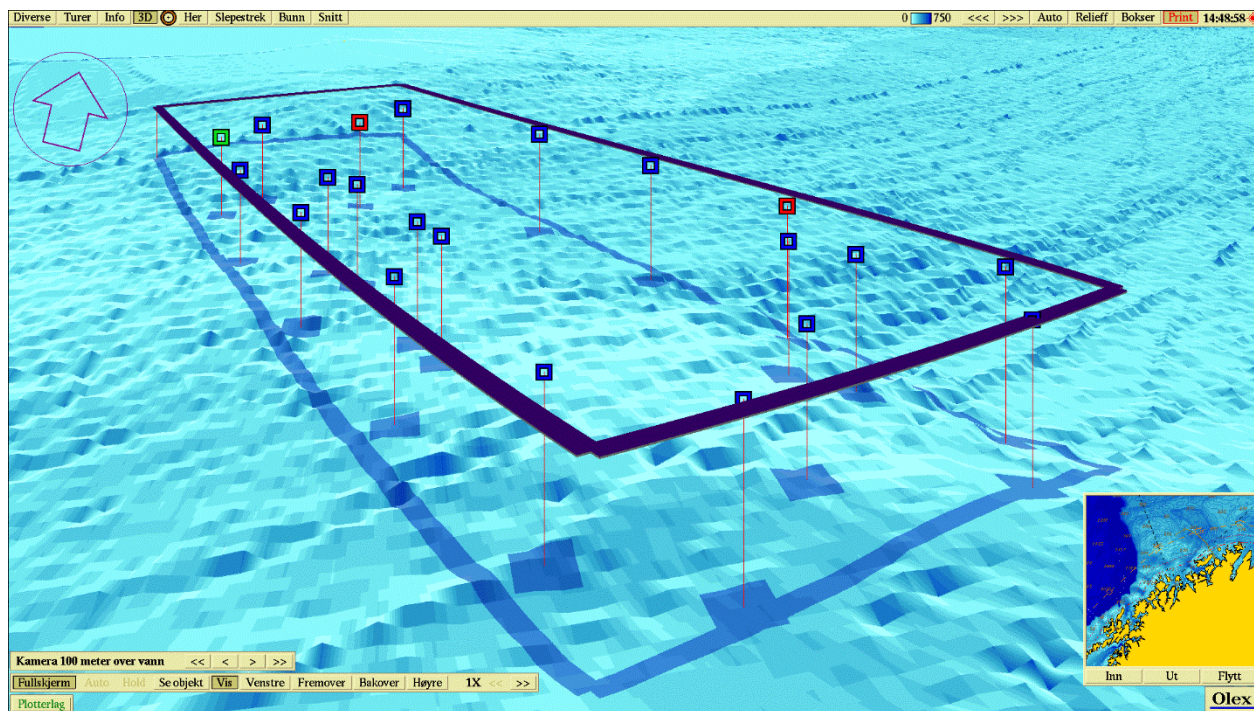 Diverse Turer Info 3D Her Slepestrek Bunn Snitt 0 750 <<< >>> Auto Relieff Bokser Print 14:48:58
Kamera 100 meter over vann << < > >>
Fullskjerm Auto Hold Se objekt Vis Venstre Fremover Bakover Høyre 1X << >>
Plotterlag
Inn Ut Flytt
Olex